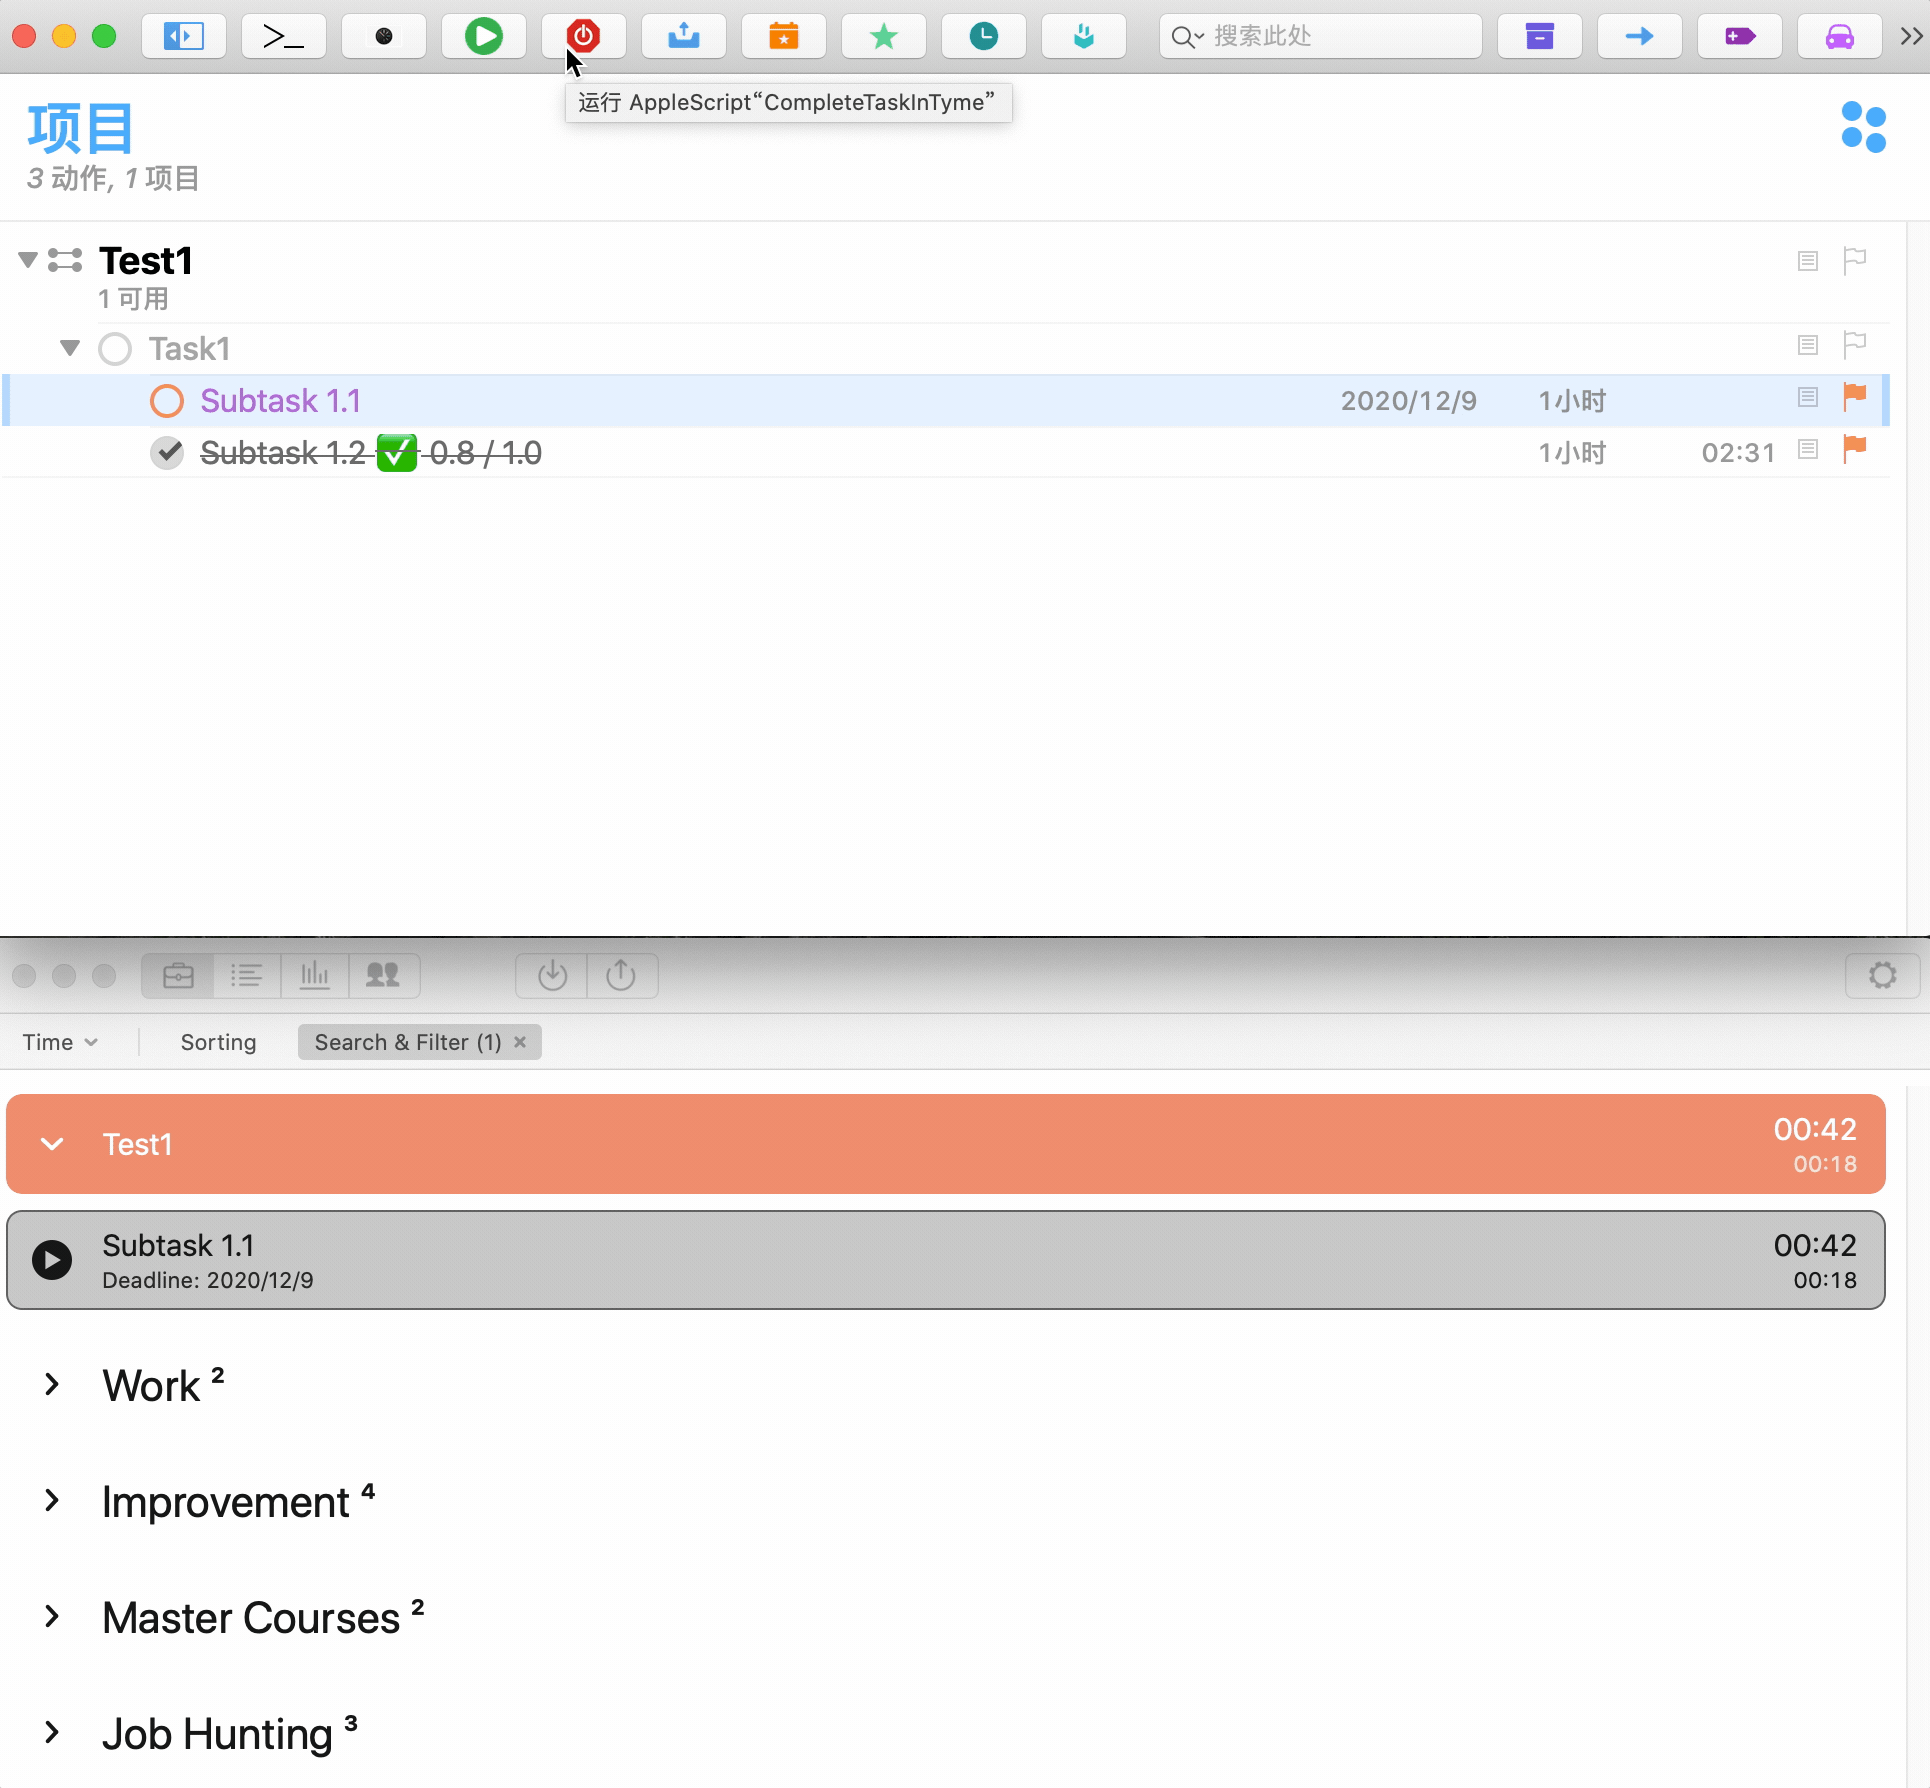 搜索此处
运行 AppleScript“CompleteTaskInTyme”
项目
3 动作, 1 项目
Test1
1 可用
Task1
Subtask 1.1 2020/12/9 1小时
Subtask 1.2 ✅ 0.8 / 1.0 1小时 02:31
Time Sorting Search & Filter (1) ×
Test1 00:42
00:18
Subtask 1.1 00:42
Deadline: 2020/12/9 00:18
Work ²
Improvement ⁴
Master Courses ²
Job Hunting ³